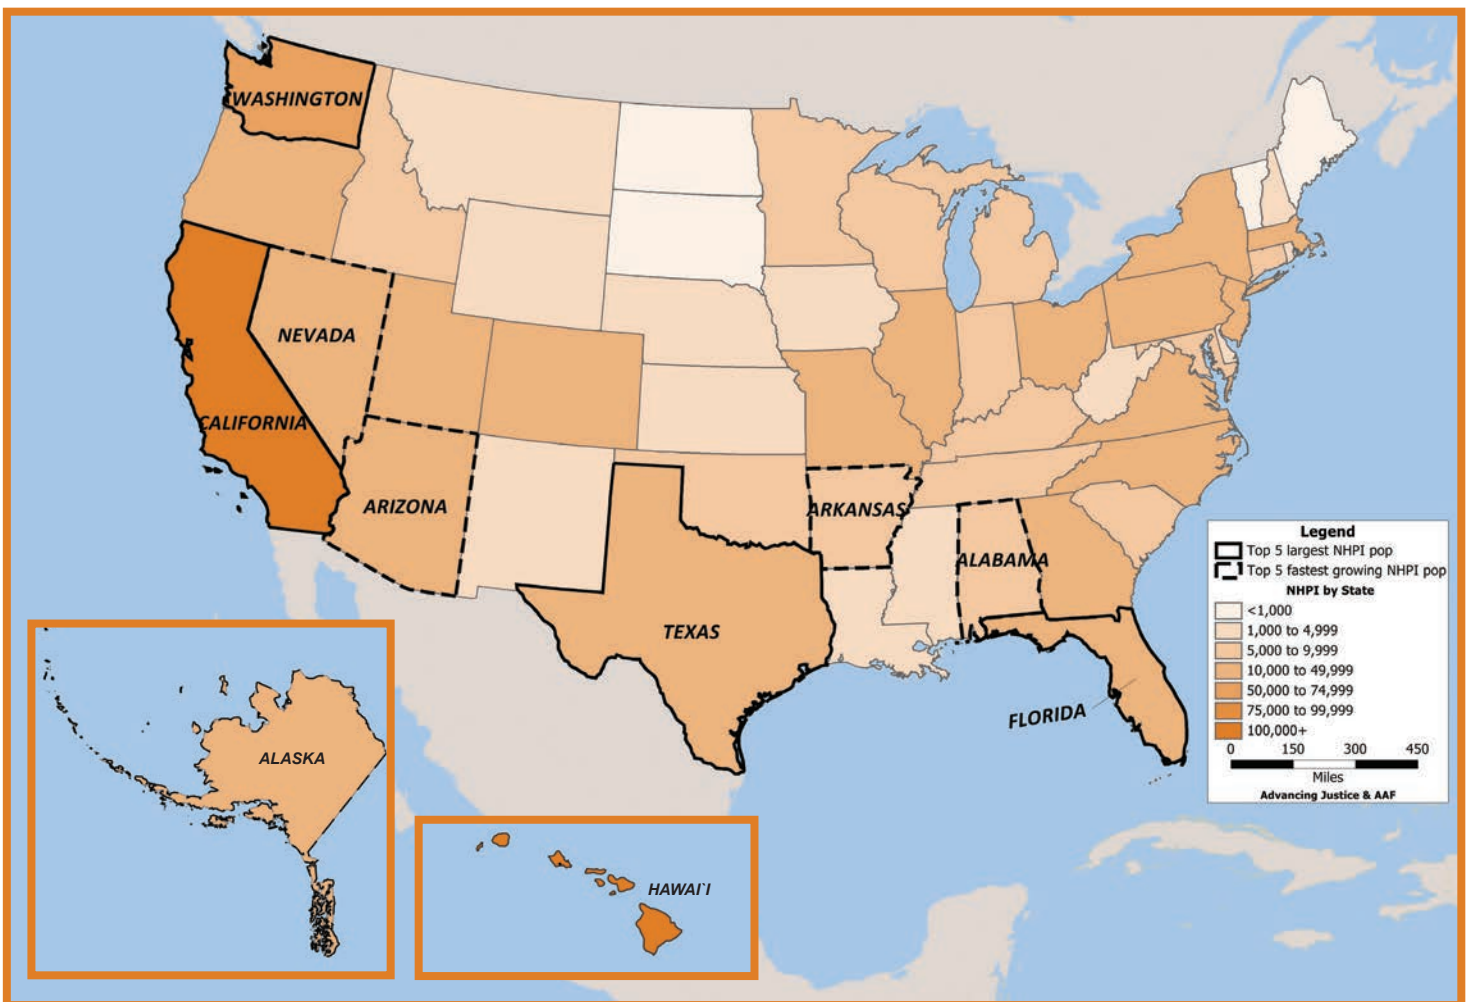 WASHINGTON
NEVADA
CALIFORNIA
ARIZONA
ARKANSAS
ALABAMA
TEXAS
FLORIDA
ALASKA
HAWAI`I
Legend
Top 5 largest NHPI pop
Top 5 fastest growing NHPI pop
NHPI by State
<1,000
1,000 to 4,999
5,000 to 9,999
10,000 to 49,999
50,000 to 74,999
75,000 to 99,999
100,000+
0 150 300 450
Miles
Advancing Justice & AAF